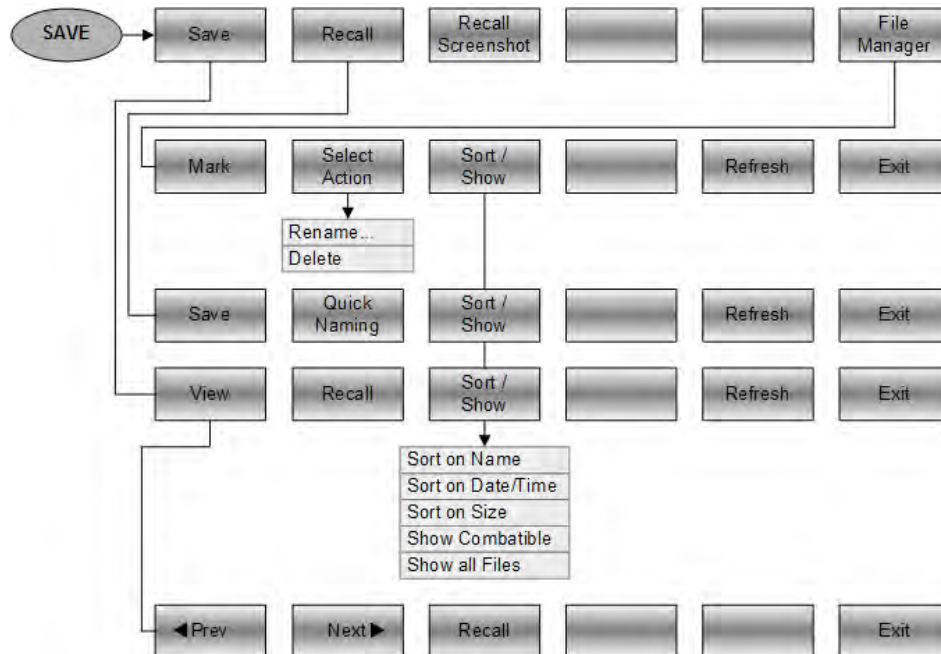 SAVE
Save
Recall
Recall
Screenshot
File
Manager
Mark
Select
Action
Sort /
Show
Refresh
Exit
Rename...
Delete
Save
Quick
Naming
Sort /
Show
Refresh
Exit
View
Recall
Sort /
Show
Refresh
Exit
Sort on Name
Sort on Date/Time
Sort on Size
Show Combatible
Show all Files
◄Prev
Next►
Recall
Exit